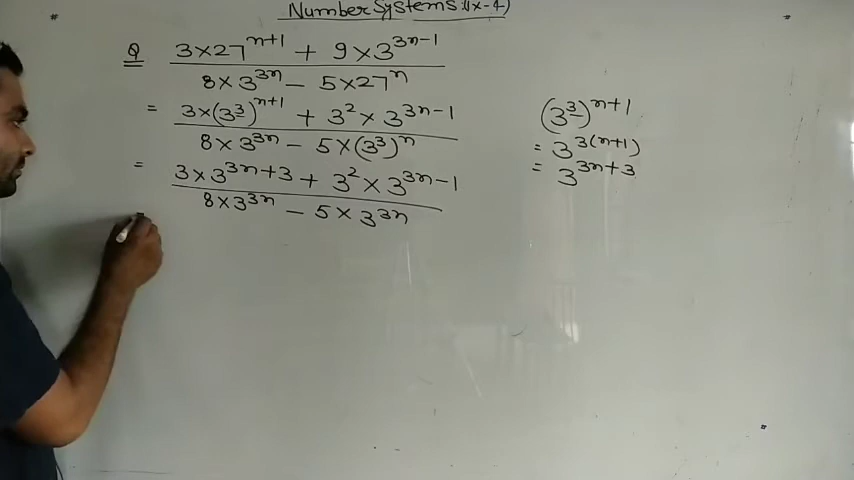 Number Systems (IX-4)
Q 3×27^{n+1} + 9×3^{3n-1}
8×3^{3n} - 5×27^n
= 3×(3^3)^{n+1} + 3^2×3^{3n-1}
8×3^{3n} - 5×(3^3)^n
= 3×3^{3n+3} + 3^2×3^{3n-1}
8×3^{3n} - 5×3^{3n}
(3^3)^{n+1}
= 3^{3(n+1)}
= 3^{3n+3}